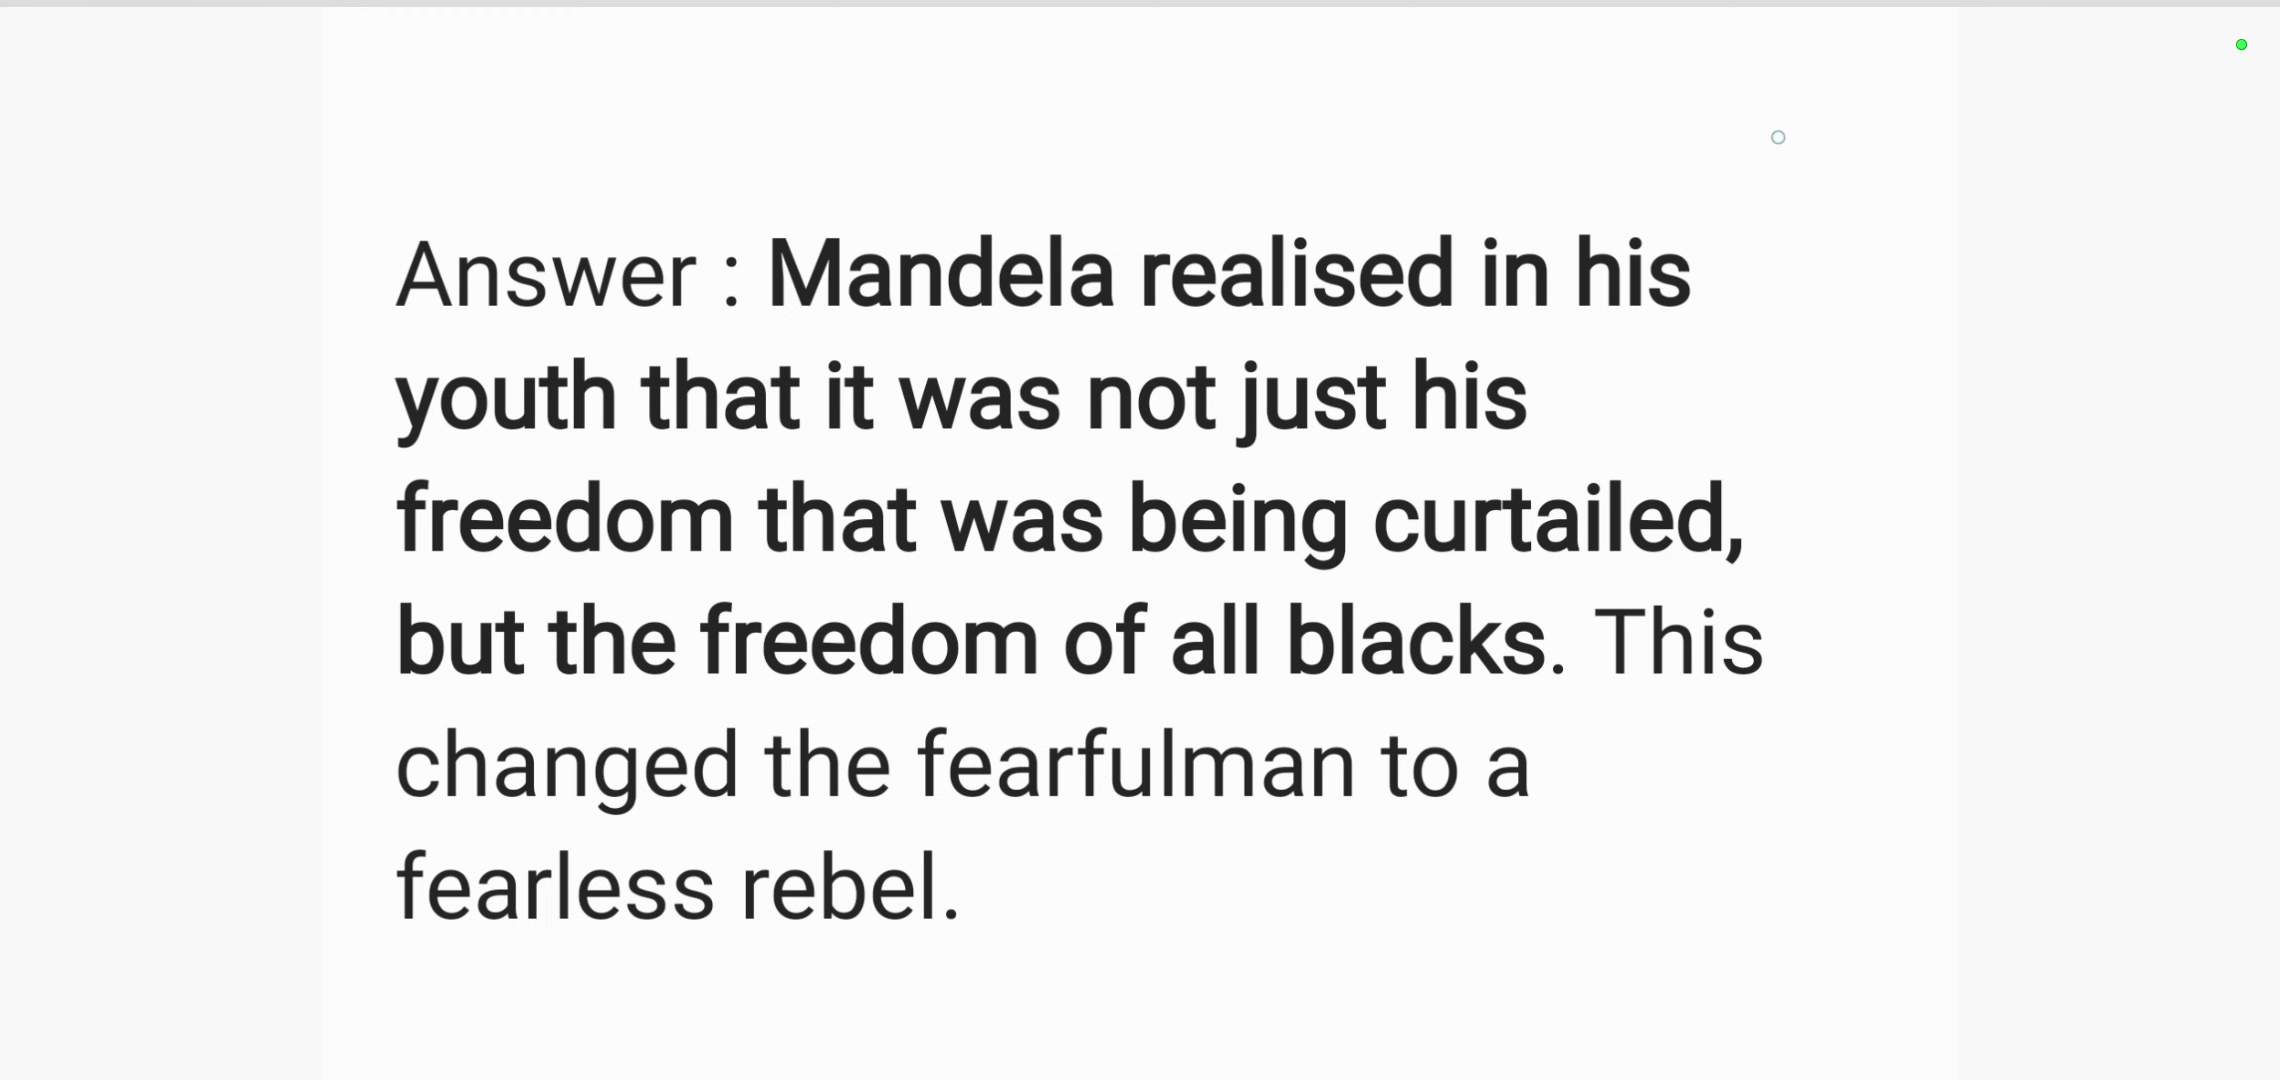 Answer : Mandela realised in his
youth that it was not just his
freedom that was being curtailed,
but the freedom of all blacks. This
changed the fearfulman to a
fearless rebel.